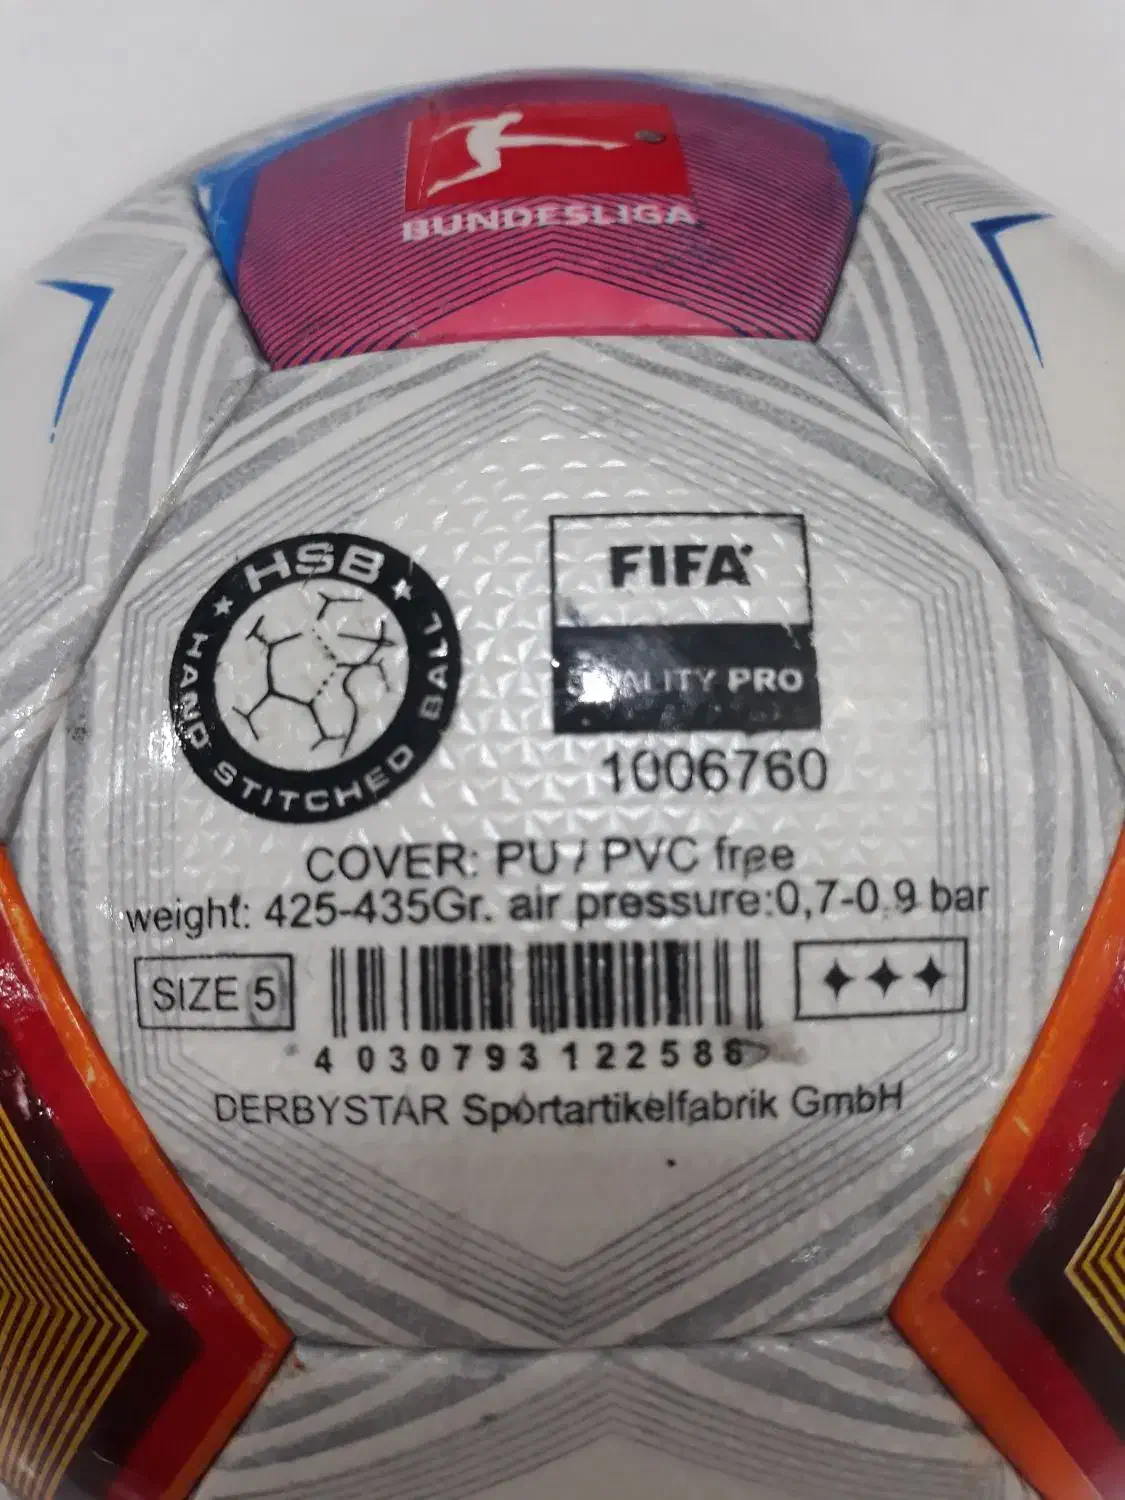 BUNDESLIGA
HSB
HAND STITCHED BALL
FIFA
QUALITY PRO
1006760
COVER: PU / PVC free
weight: 425-435Gr. air pressure:0,7-0.9 bar
SIZE 5
4 030793 122586
DERBYSTAR Sportartikelfabrik GmbH